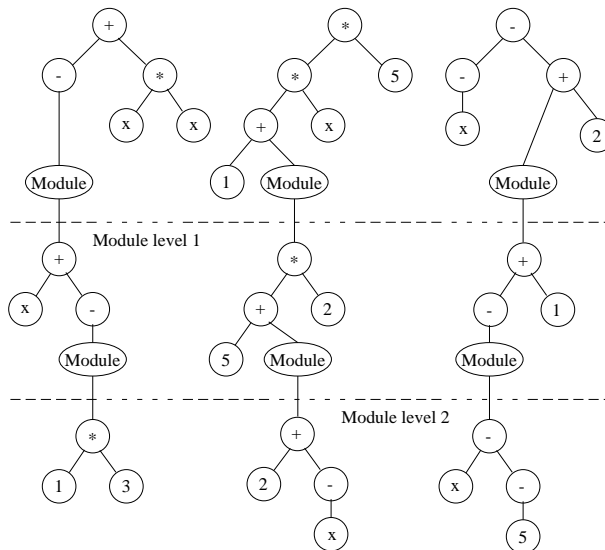 + * -
- * * 5 - +
x x + x x 2
Module 1 Module Module
Module level 1
+ * +
x - + 2 - 1
Module 5 Module Module
Module level 2
* + -
1 3 2 - x -
x 5